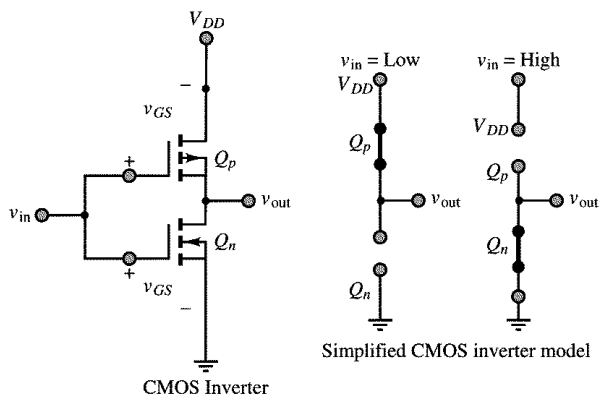 V_DD
−
v_GS
+
Q_p
v_in
v_out
Q_n
+
v_GS
−
CMOS Inverter
v_in = Low
V_DD
Q_p
v_out
Q_n
v_in = High
V_DD
Q_p
v_out
Q_n
Simplified CMOS inverter model